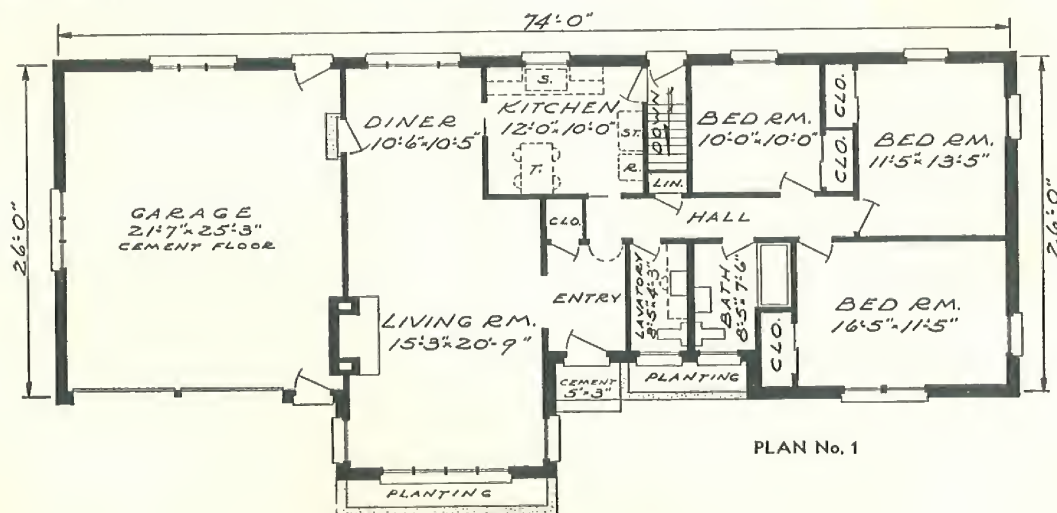 74'-0"
26'-0"
GARAGE
21'-7"x25'-3"
CEMENT FLOOR
DINER
10'-6"x10'-5"
S.
KITCHEN
12'-0"x10'-0"
T.
ST.
R.
DOWN
LIN.
BED RM.
10'-0"x10'-0"
CLO.
CLO.
BED RM.
11'-5"x13'-5"
26'-0"
HALL
CLO.
ENTRY
LIVING RM.
15'-3"x20'-9"
LAVATORY
8'-5"x4'-3"
BATH
8'-5"x7'-6"
CLO.
BED RM.
16'-5"x11'-5"
CEMENT
5'x3'
PLANTING
PLANTING
PLAN No. 1